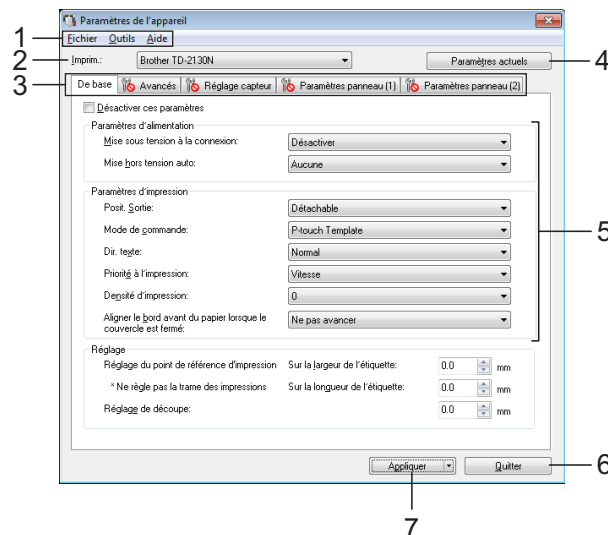 Paramètres de l'appareil
1
Fichier Outils Aide
2
Imprim.: Brother TD-2130N Paramètres actuels
4
3
De base Avancés Réglage capteur Paramètres panneau (1) Paramètres panneau (2)
Désactiver ces paramètres
Paramètres d'alimentation
Mise sous tension à la connexion: Désactiver
Mise hors tension auto: Aucune
Paramètres d'impression
Posit. Sortie: Détachable
Mode de commande: P-touch Template
5
Dir. texte: Normal
Priorité à l'impression: Vitesse
Densité d'impression: 0
Aligner le bord avant du papier lorsque le
couvercle est fermé: Ne pas avancer
Réglage
Réglage du point de référence d'impression Sur la largeur de l'étiquette: 0.0 mm
* Ne règle pas la trame des impressions Sur la longueur de l'étiquette: 0.0 mm
Réglage de découpe: 0.0 mm
Appliquer Quitter
6
7